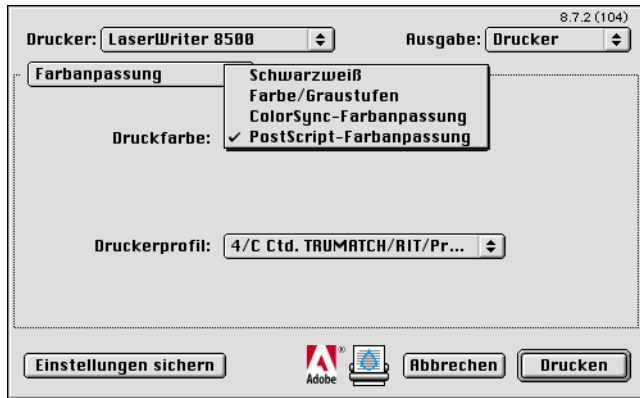 8.7.2 (104)
Drucker: LaserWriter 8500 Ausgabe: Drucker
Farbanpassung
Schwarzweiß
Farbe/Graustufen
ColorSync-Farbanpassung
Druckfarbe: ✓ PostScript-Farbanpassung
Druckerprofil: 4/C Ctd. TRUMATCH/RIT/Pr...
Einstellungen sichern Adobe® Abbrechen Drucken